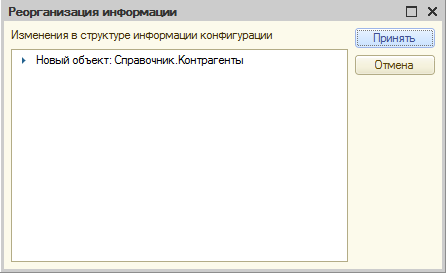 Реорганизация информации
Изменения в структуре информации конфигурации
Принять
Новый объект: Справочник.Контрагенты
Отмена